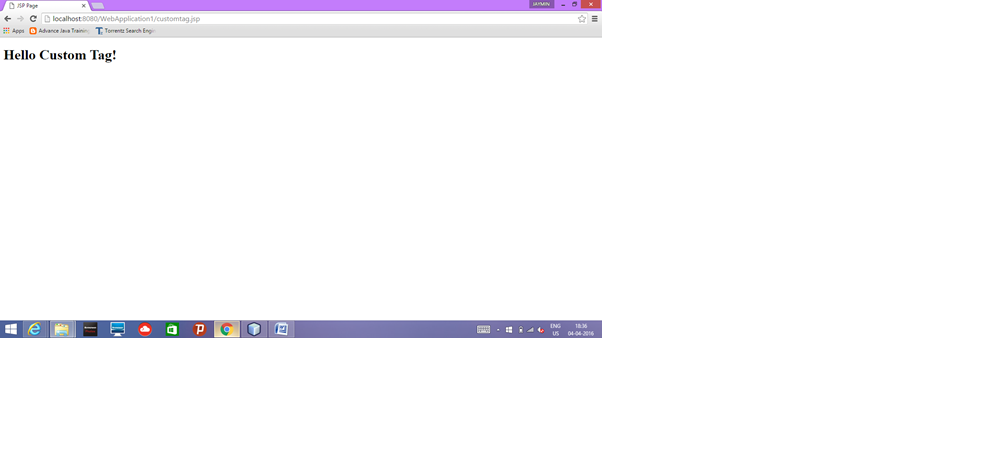 JSP Page
JAYMIN
localhost:8080/WebApplication1/customtag.jsp
Apps Advance Java Training Torrentz Search Engi
Hello Custom Tag!
ENG 18:36
US 04-04-2016